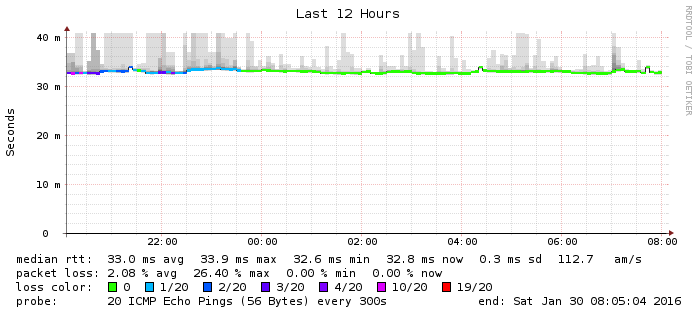 Last 12 Hours
RRDTOOL / TOBI OETIKER
Seconds
40 m
30 m
20 m
10 m
0
22:00 00:00 02:00 04:00 06:00 08:00
median rtt: 33.0 ms avg 33.9 ms max 32.6 ms min 32.8 ms now 0.3 ms sd 112.7 am/s
packet loss: 2.08 % avg 26.40 % max 0.00 % min 0.00 % now
loss color: 0 1/20 2/20 3/20 4/20 10/20 19/20
probe: 20 ICMP Echo Pings (56 Bytes) every 300s end: Sat Jan 30 08:05:04 2016